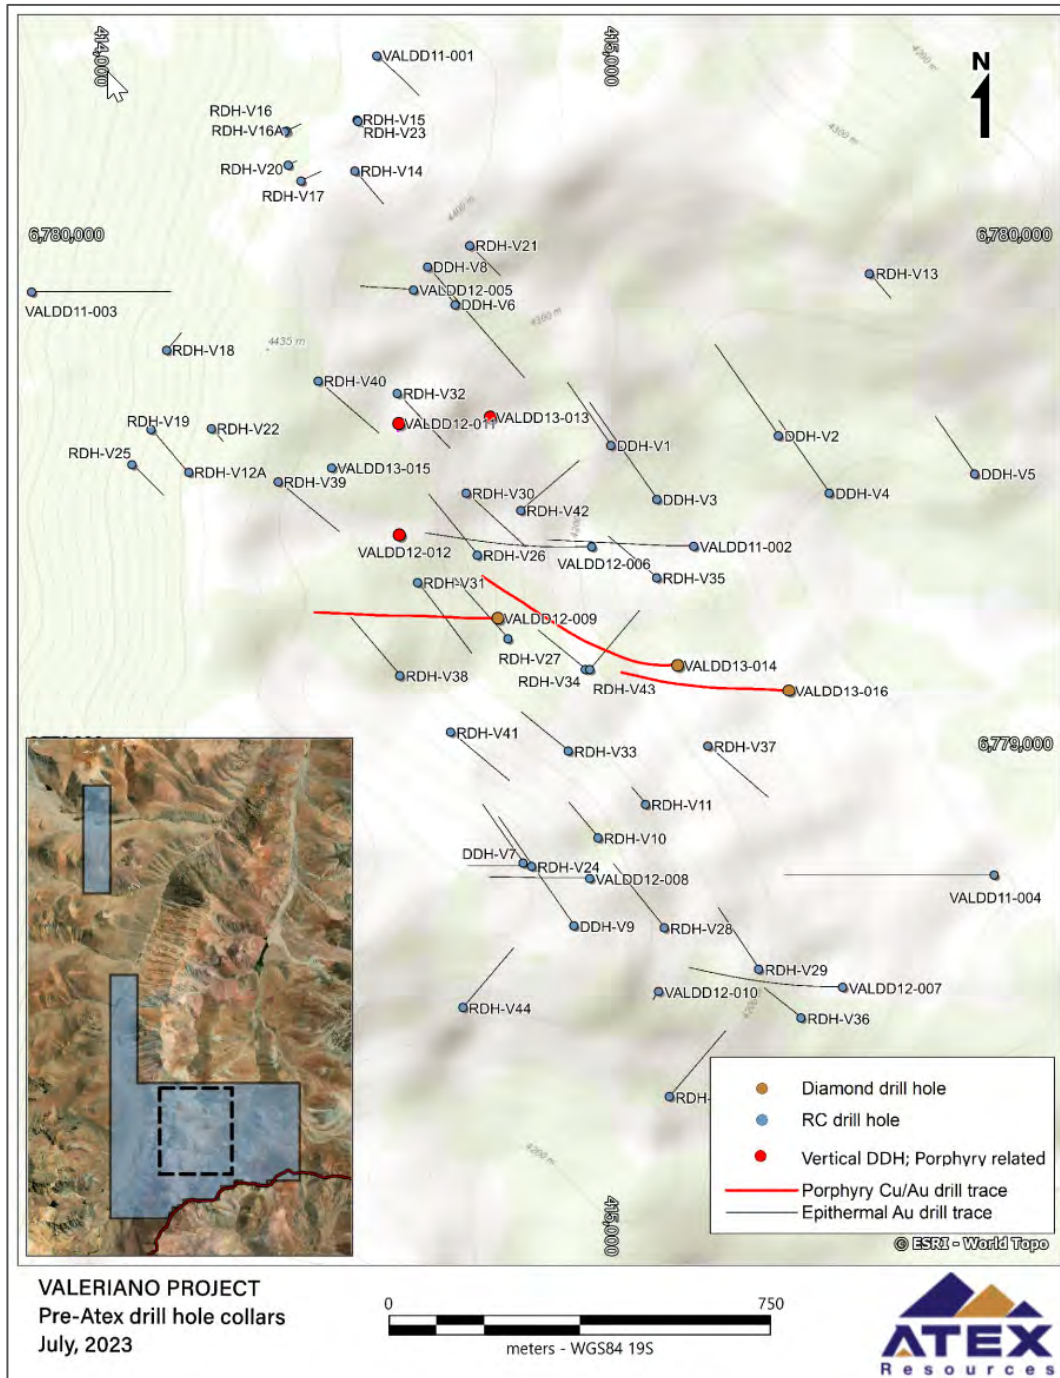 414,000
415,000
N
VALDD11-001
4200 m
4300 m
RDH-V16
RDH-V15
RDH-V16A
RDH-V23
RDH-V20
RDH-V14
RDH-V17
4400 m
6,780,000
6,780,000
RDH-V21
DDH-V8
RDH-V13
VALDD12-005
VALDD11-003
DDH-V6
4300 m
RDH-V18
4435 m
RDH-V40
RDH-V32
VALDD12-011
VALDD13-013
RDH-V19
RDH-V22
DDH-V1
DDH-V2
RDH-V25
RDH-V12A
VALDD13-015
RDH-V39
DDH-V5
RDH-V30
DDH-V3
DDH-V4
RDH-V42
4200
VALDD12-012
RDH-V26
VALDD12-006
VALDD11-002
RDH-V31
RDH-V35
VALDD12-009
RDH-V27
RDH-V38
RDH-V34
RDH-V43
VALDD13-014
VALDD13-016
RDH-V41
RDH-V33
RDH-V37
6,779,000
RDH-V11
RDH-V10
DDH-V7
RDH-V24
VALDD12-008
VALDD11-004
DDH-V9
RDH-V28
RDH-V29
VALDD12-010
VALDD12-007
RDH-V44
4200
RDH-V36
RDH-
4200 m
415,000
Diamond drill hole
RC drill hole
Vertical DDH; Porphyry related
Porphyry Cu/Au drill trace
Epithermal Au drill trace
© ESRI - World Topo
VALERIANO PROJECT
Pre-Atex drill hole collars
July, 2023
0 750
meters - WGS84 19S
ATEX
Resources